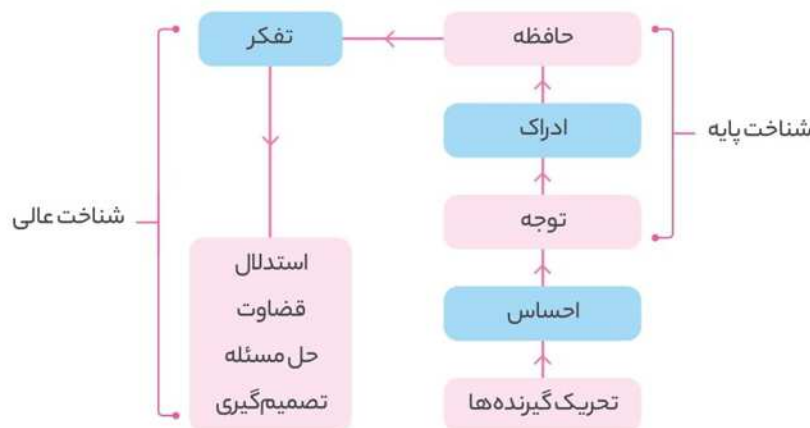 تفکر
حافظه
ادراک
شناخت پایه
توجه
شناخت عالی
احساس
تحریک گیرنده‌ها
استدلال
قضاوت
حل مسئله
تصمیم‌گیری